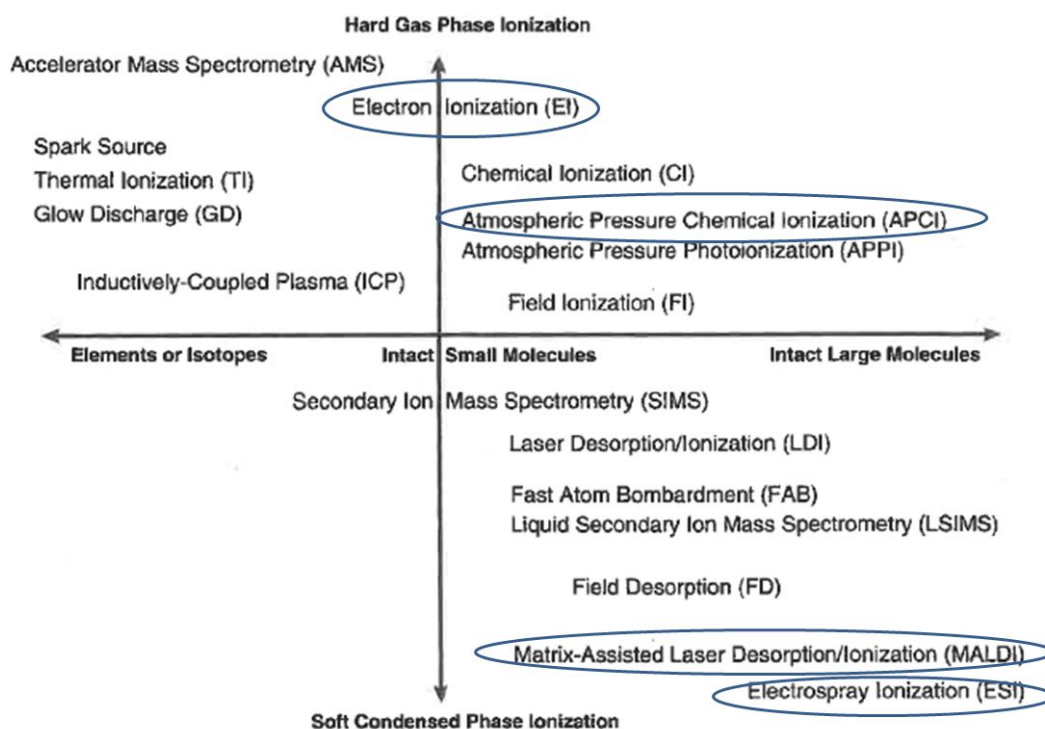 Hard Gas Phase Ionization
Accelerator Mass Spectrometry (AMS)
Electron Ionization (EI)
Spark Source
Thermal Ionization (TI)
Glow Discharge (GD)
Chemical Ionization (CI)
Atmospheric Pressure Chemical Ionization (APCI)
Atmospheric Pressure Photoionization (APPI)
Inductively-Coupled Plasma (ICP)
Field Ionization (FI)
Elements or Isotopes
Intact Small Molecules
Intact Large Molecules
Secondary Ion Mass Spectrometry (SIMS)
Laser Desorption/Ionization (LDI)
Fast Atom Bombardment (FAB)
Liquid Secondary Ion Mass Spectrometry (LSIMS)
Field Desorption (FD)
Matrix-Assisted Laser Desorption/Ionization (MALDI)
Electrospray Ionization (ESI)
Soft Condensed Phase Ionization